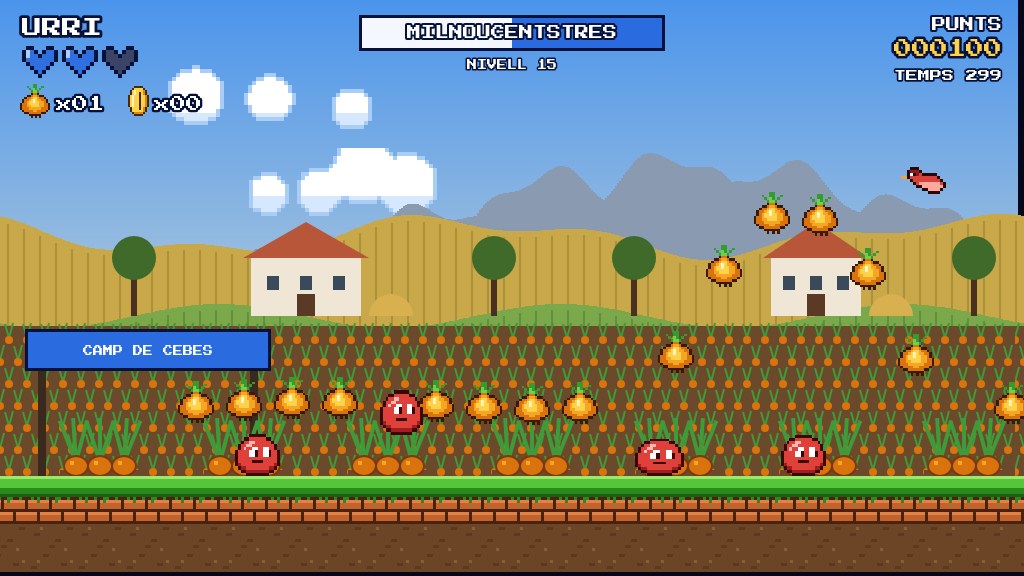 URRI
x01 x00
MILNOUCENTSTRES
NIVELL 15
PUNTS
000100
TEMPS 299
CAMP DE CEBES